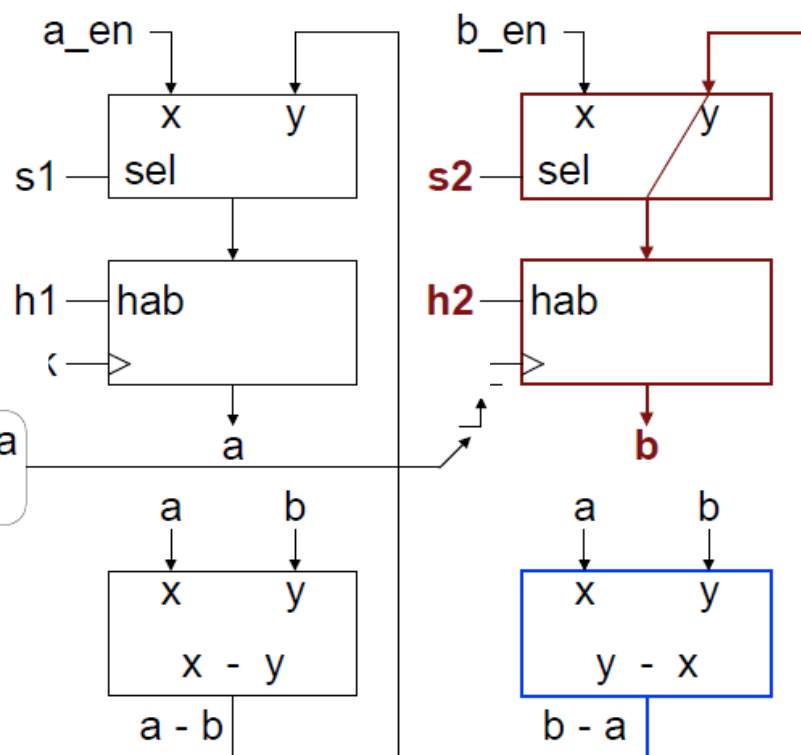 a_en b_en
x y x y
s1 sel s2 sel
h1 hab h2 hab
a b
a
a b a b
x y x y
x - y y - x
a - b b - a